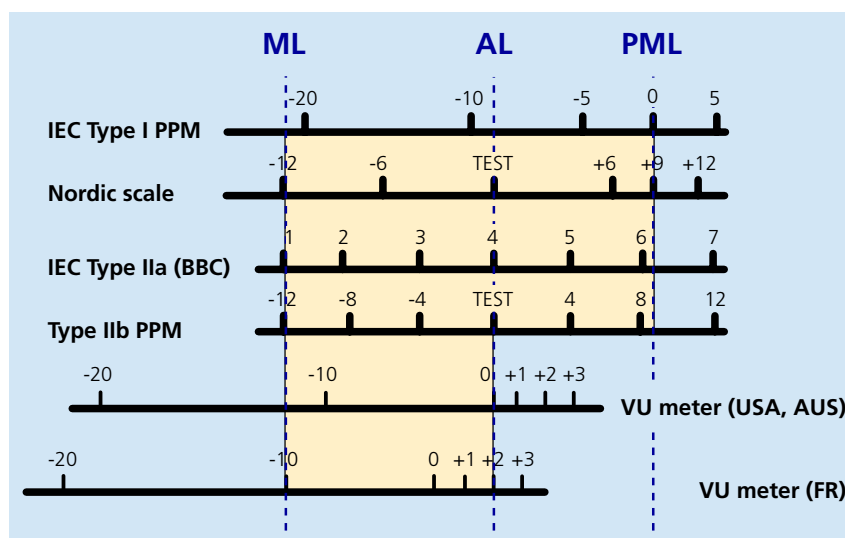 ML AL PML
-20 -10 -5 0 5
IEC Type I PPM
-12 -6 TEST +6 +9 +12
Nordic scale
1 2 3 4 5 6 7
IEC Type IIa (BBC)
-12 -8 -4 TEST 4 8 12
Type IIb PPM
-20 -10 0 +1 +2 +3
VU meter (USA, AUS)
-20 -10 0 +1 +2 +3
VU meter (FR)